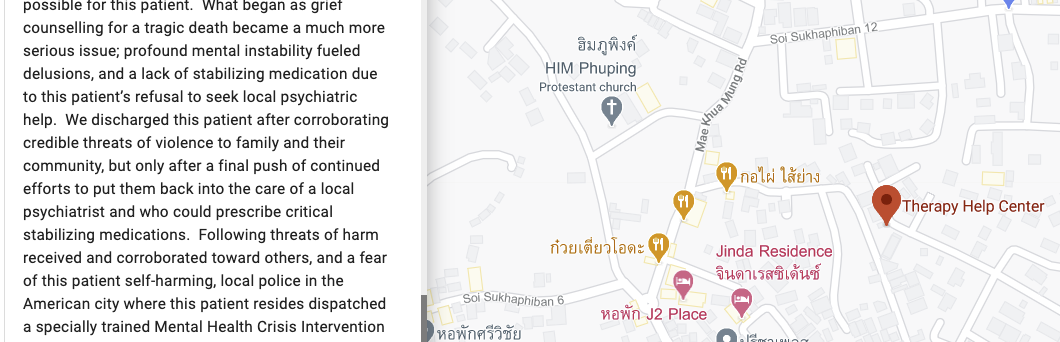 possible for this patient.  What began as grief
counselling for a tragic death became a much more
serious issue; profound mental instability fueled
delusions, and a lack of stabilizing medication due
to this patient’s refusal to seek local psychiatric
help.  We discharged this patient after corroborating
credible threats of violence to family and their
community, but only after a final push of continued
efforts to put them back into the care of a local
psychiatrist and who could prescribe critical
stabilizing medications.  Following threats of harm
received and corroborated toward others, and a fear
of this patient self-harming, local police in the
American city where this patient resides dispatched
a specially trained Mental Health Crisis Intervention
Soi Sukhaphiban 12
ฮิมภูพิงค์
HIM Phuping
Protestant church
Mae Khua Mung Rd
กอไผ่ ไส้ย่าง
Therapy Help Center
ก๋วยเตี๋ยวโอดะ
Jinda Residence
จินดาเรสซิเด้นซ์
Soi Sukhaphiban 6
หอพัก J2 Place
หอพักศรีวิชัย